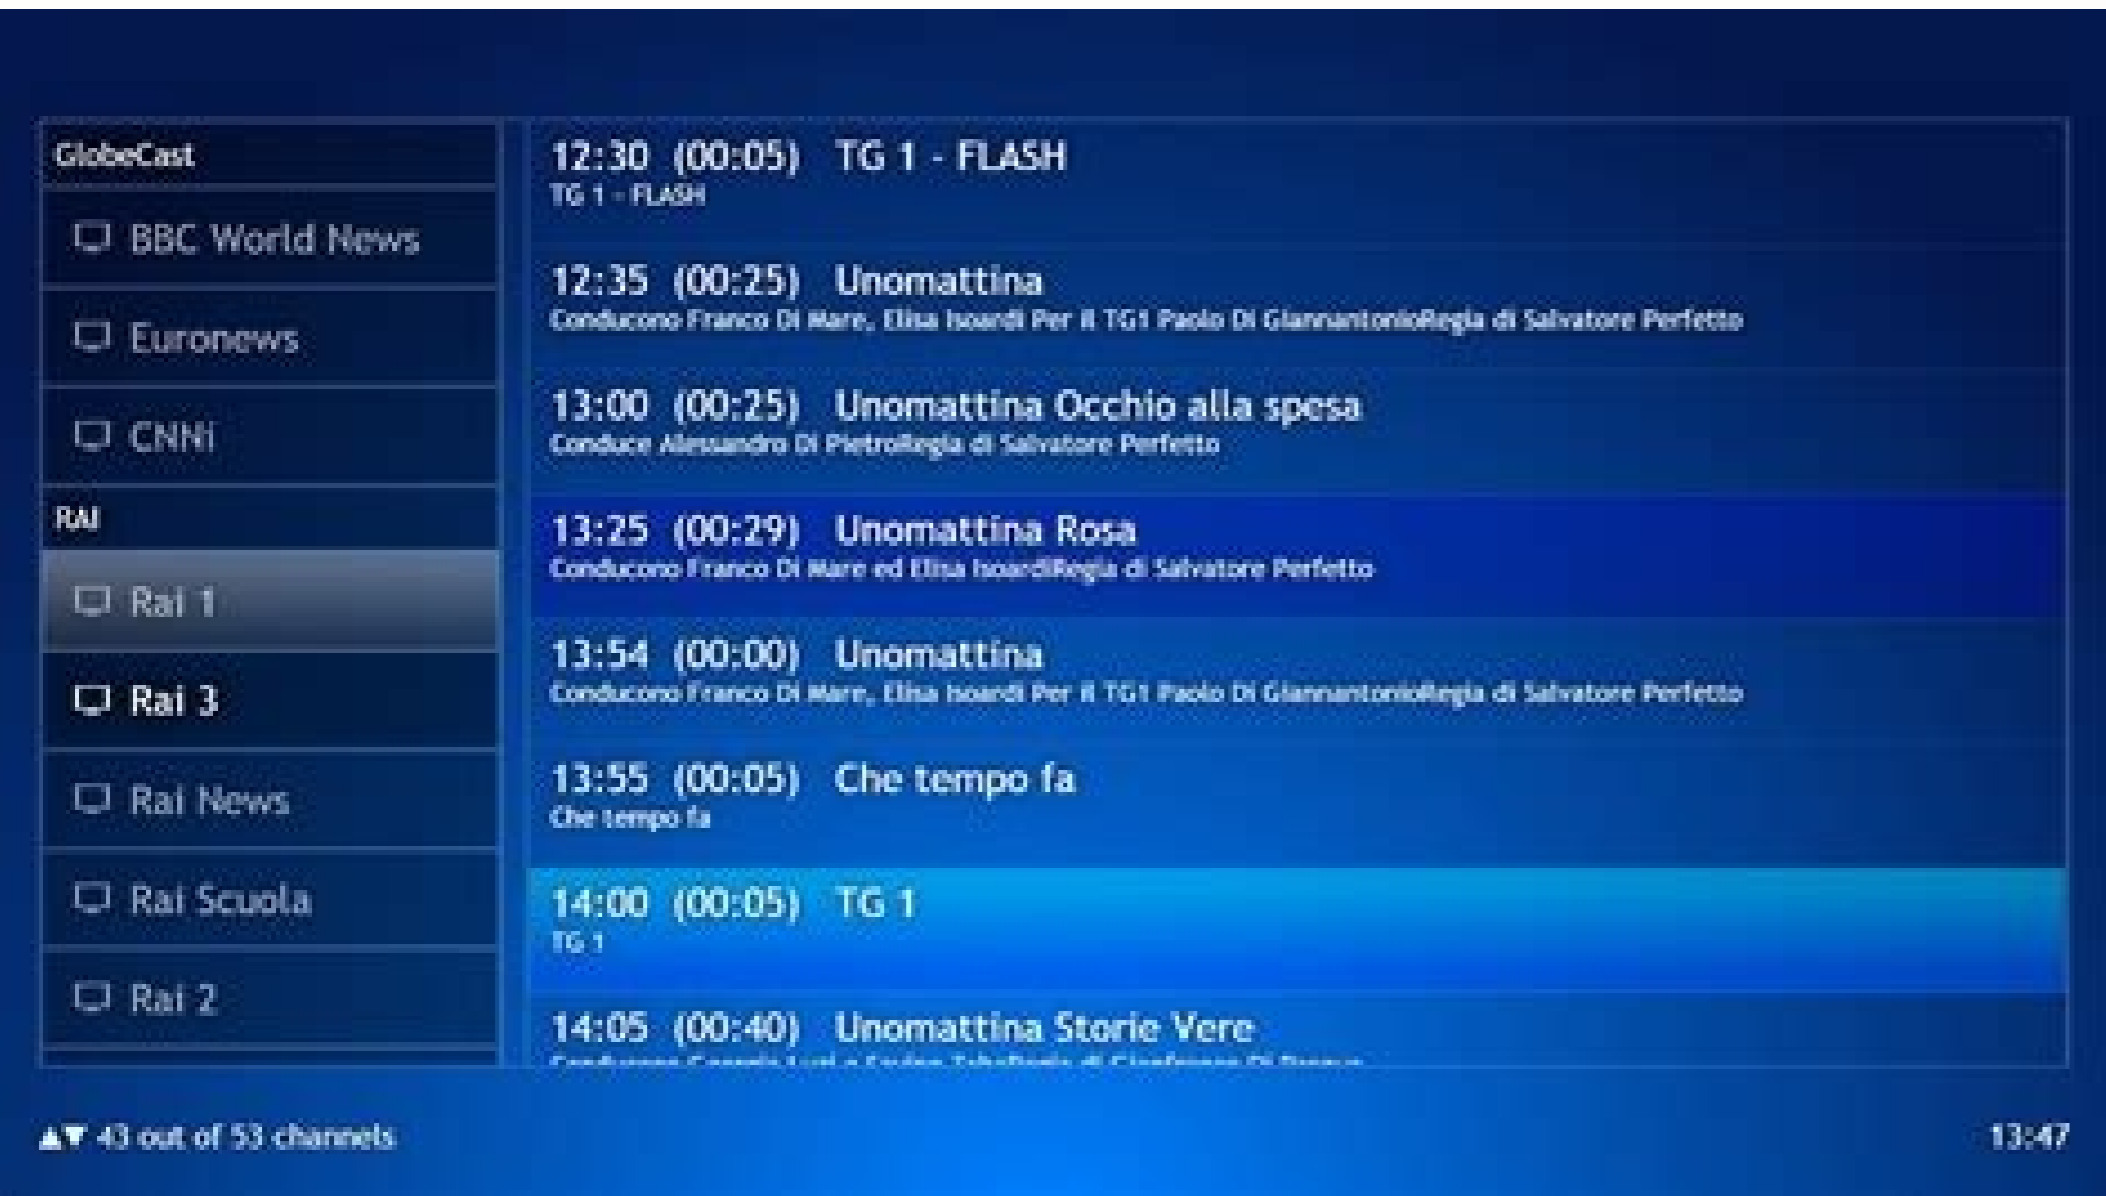 GlobeCast
BBC World News
Euronews
CNNi
RAI
Rai 1
Rai 3
Rai News
Rai Scuola
Rai 2
12:30 (00:05) TG 1 - FLASH
TG 1 - FLASH
12:35 (00:25) Unomattina
Conducono Franco Di Mare, Elisa Isoardi Per il TG1 Paolo Di GiannantonioRegia di Salvatore Perfetto
13:00 (00:25) Unomattina Occhio alla spesa
Conduce Alessandro Di PietroRegia di Salvatore Perfetto
13:25 (00:29) Unomattina Rosa
Conducono Franco Di Mare ed Elisa IsoardiRegia di Salvatore Perfetto
13:54 (00:00) Unomattina
Conducono Franco Di Mare, Elisa Isoardi Per il TG1 Paolo Di GiannantonioRegia di Salvatore Perfetto
13:55 (00:05) Che tempo fa
Che tempo fa
14:00 (00:05) TG 1
TG 1
14:05 (00:40) Unomattina Storie Vere
43 out of 53 channels
13:47